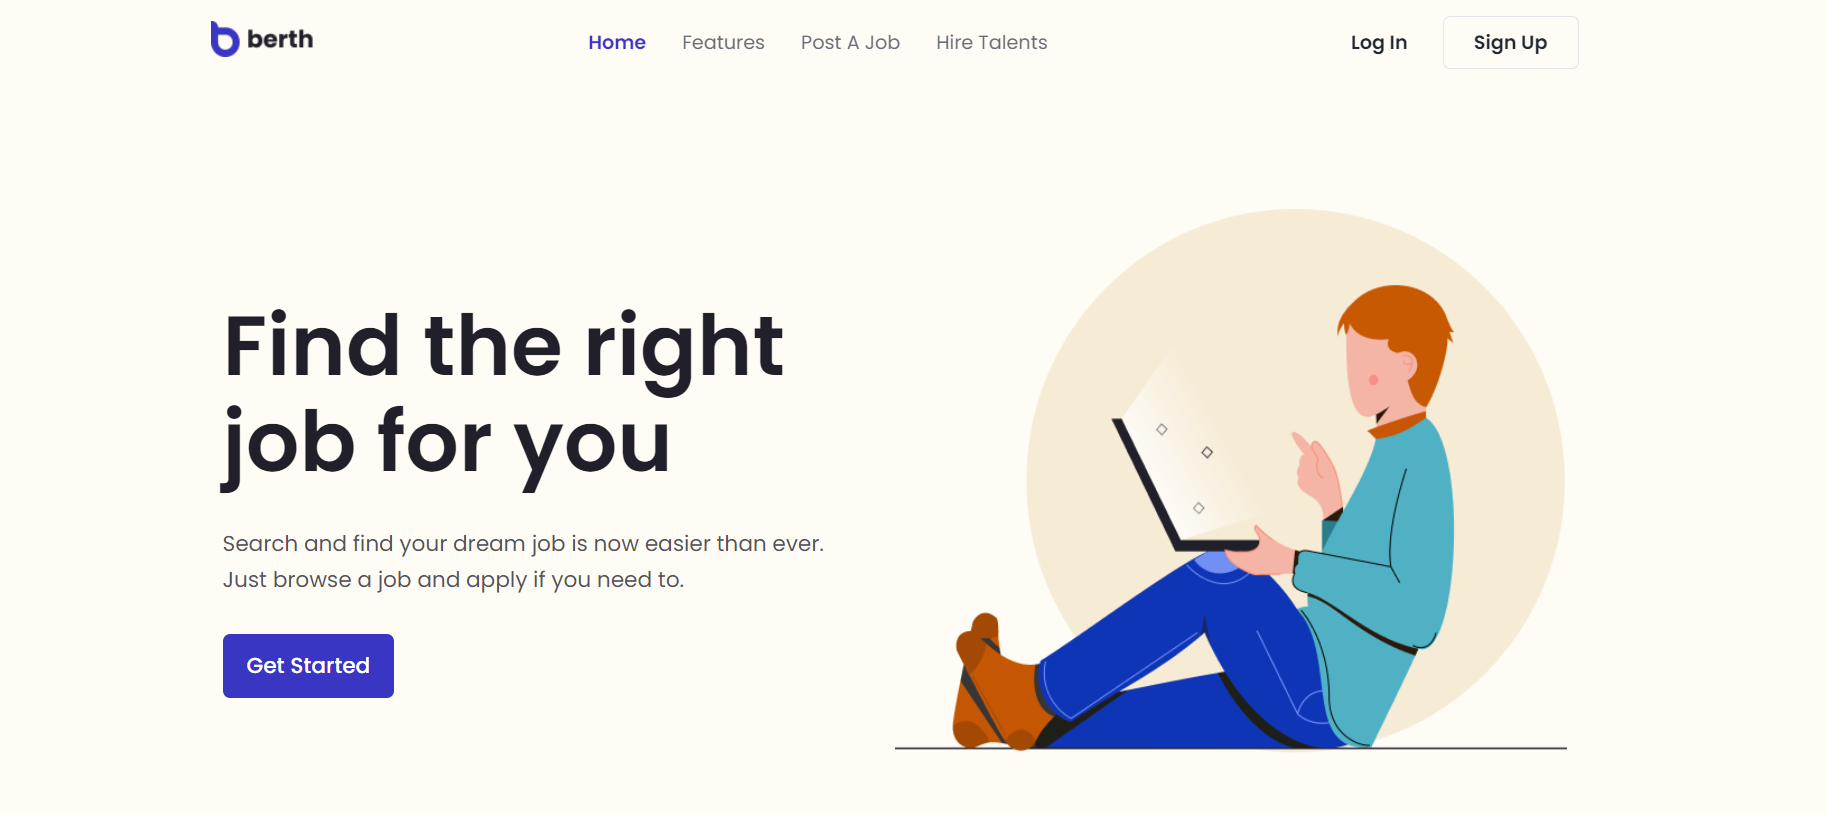 berth
Home Features Post A Job Hire Talents
Log In Sign Up
Find the right
job for you
Search and find your dream job is now easier than ever.
Just browse a job and apply if you need to.
Get Started